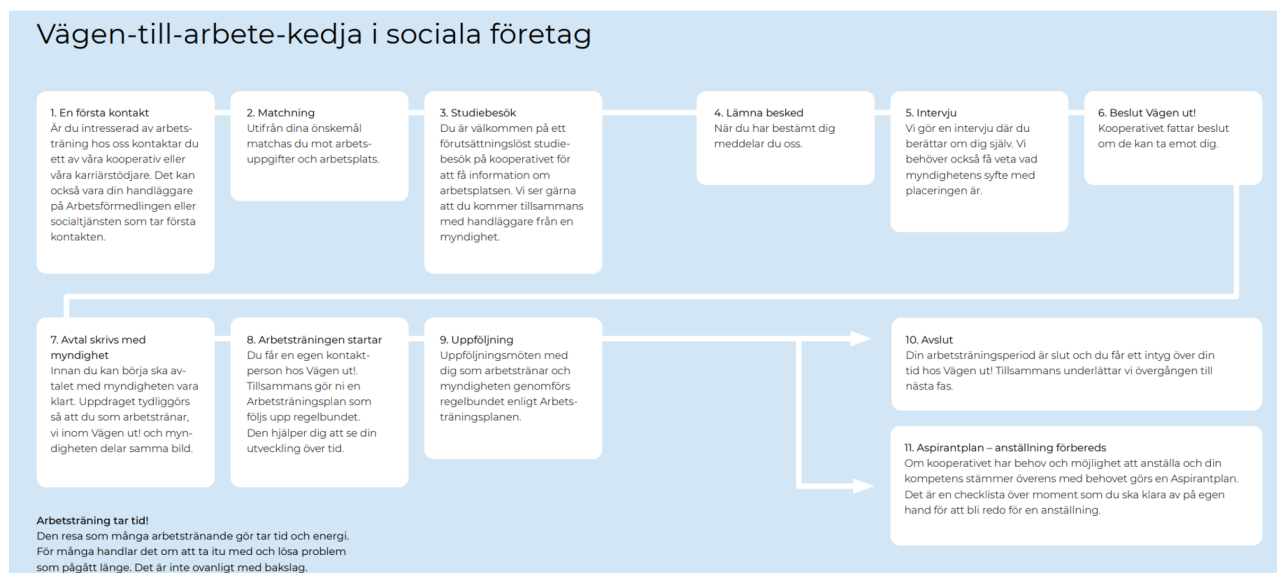 Vägen-till-arbete-kedja i sociala företag
1. En första kontakt
Är du intresserad av arbets-
träning hos oss kontaktar du
ett av våra kooperativ eller
våra karriärstödjare. Det kan
också vara din handläggare
på Arbetsförmedlingen eller
socialtjänsten som tar första
kontakten.
2. Matchning
Utifrån dina önskemål
matchas du mot arbets-
uppgifter och arbetsplats.
3. Studiebesök
Du är välkommen på ett
förutsättningslöst studie-
besök på kooperativet för
att få information om
arbetsplatsen. Vi ser gärna
att du kommer tillsammans
med handläggare från en
myndighet.
4. Lämna besked
När du har bestämt dig
meddelar du oss.
5. Intervju
Vi gör en intervju där du
berättar om dig själv. Vi
behöver också få veta vad
myndighetens syfte med
placeringen är.
6. Beslut Vägen ut!
Kooperativet fattar beslut
om de kan ta emot dig.
7. Avtal skrivs med
myndighet
Innan du kan börja ska av-
talet med myndigheten vara
klart. Uppdraget tydliggörs
så att du som arbetstränar,
vi inom Vägen ut! och myn-
digheten delar samma bild.
8. Arbetsträningen startar
Du får en egen kontakt-
person hos Vägen ut!.
Tillsammans gör ni en
Arbetsträningsplan som
följs upp regelbundet.
Den hjälper dig att se din
utveckling över tid.
9. Uppföljning
Uppföljningsmöten med
dig som arbetstränar och
myndigheten genomförs
regelbundet enligt Arbets-
träningsplanen.
10. Avslut
Din arbetsträningsperiod är slut och du får ett intyg över din
tid hos Vägen ut! Tillsammans underlättar vi övergången till
nästa fas.
11. Aspirantplan – anställning förbereds
Om kooperativet har behov och möjlighet att anställa och din
kompetens stämmer överens med behovet görs en Aspirantplan.
Det är en checklista över moment som du ska klara av på egen
hand för att bli redo för en anställning.
Arbetsträning tar tid!
Den resa som många arbetstränande gör tar tid och energi.
För många handlar det om att ta itu med och lösa problem
som pågått länge. Det är inte ovanligt med bakslag.